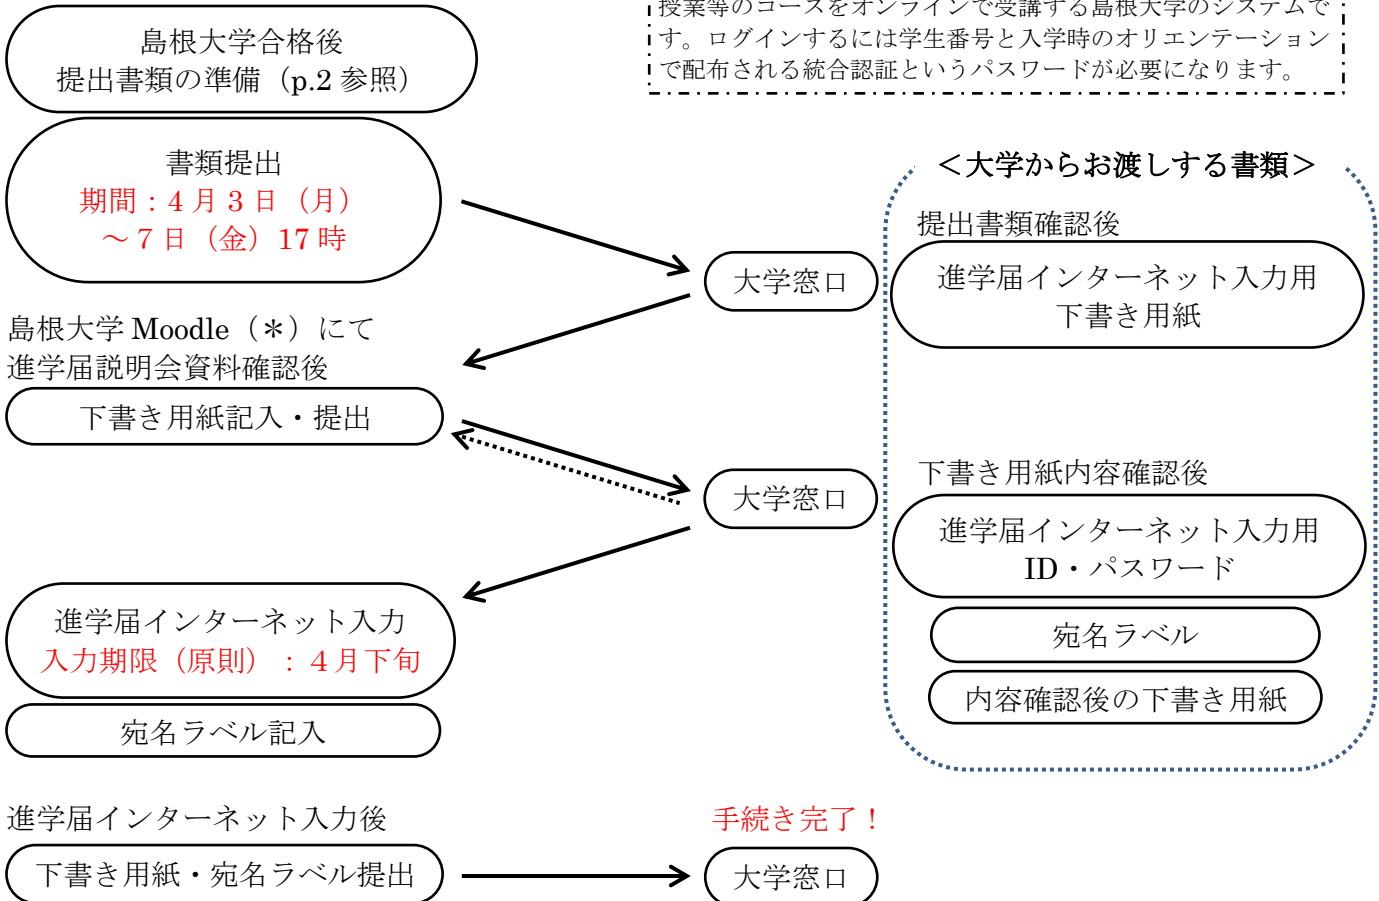 授業等のコースをオンラインで受講する島根大学のシステムで
す。ログインするには学生番号と入学時のオリエンテーション
で配布される統合認証というパスワードが必要になります。
島根大学合格後
提出書類の準備（p.2 参照）
書類提出
期間：4 月 3 日（月）
～7 日（金）17 時
大学窓口
＜大学からお渡しする書類＞
提出書類確認後
進学届インターネット入力用
下書き用紙
島根大学 Moodle（＊）にて
進学届説明会資料確認後
下書き用紙記入・提出
大学窓口
下書き用紙内容確認後
進学届インターネット入力用
ID・パスワード
宛名ラベル
内容確認後の下書き用紙
進学届インターネット入力
入力期限（原則）：４月下旬
宛名ラベル記入
進学届インターネット入力後
下書き用紙・宛名ラベル提出
手続き完了！
大学窓口